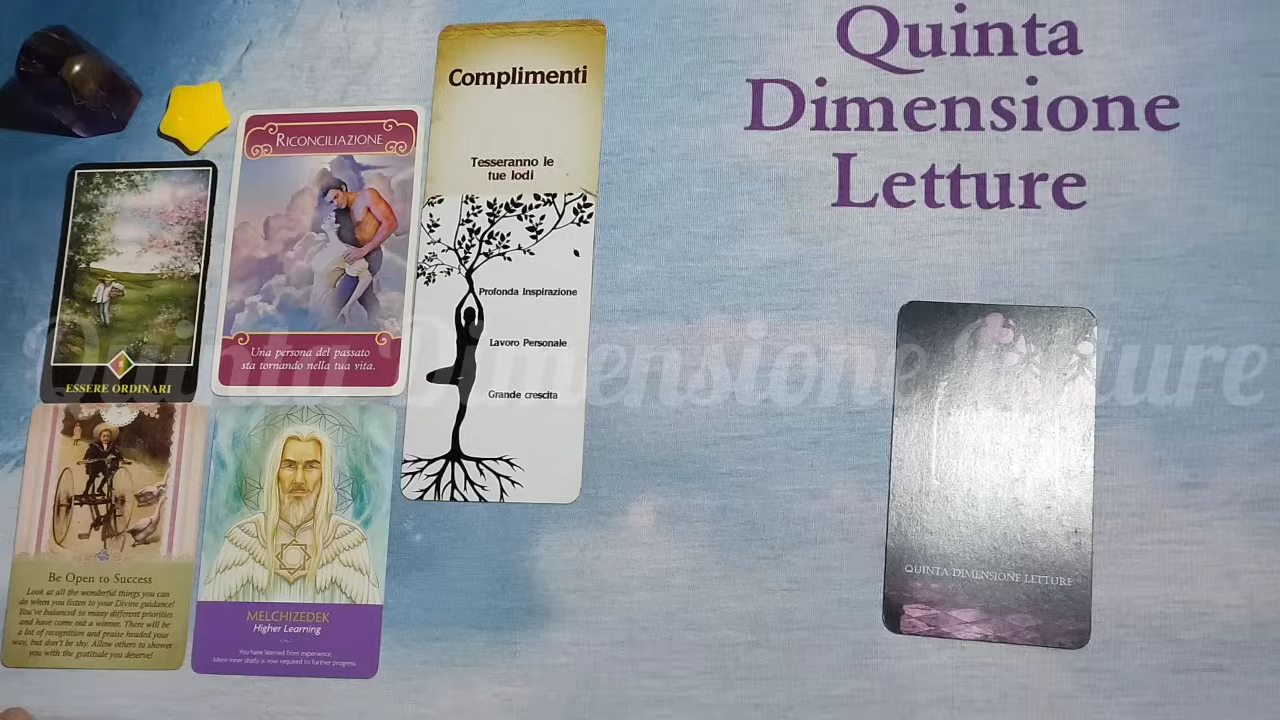 Quinta
Dimensione
Letture
Complimenti
Tesseranno le
tue lodi
Profonda Inspirazione
Lavoro Personale
Grande crescita
RICONCILIAZIONE
Una persona del passato
sta tornando nella tua vita.
8
ESSERE ORDINARI
7
Be Open to Success
Look at all the wonderful things you can
do when you listen to your Divine guidance!
You've balanced so many different priorities
and have come out a winner. There will be
a lot of recognition and praise headed your
way, but don't be shy. Allow others to shower
you with the gratitude you deserve!
MELCHIZEDEK
Higher Learning
You have learned from experience.
More inner study is now required to further progress.
QUINTA DIMENSIONE LETTURE
Quinta Dimensione Letture